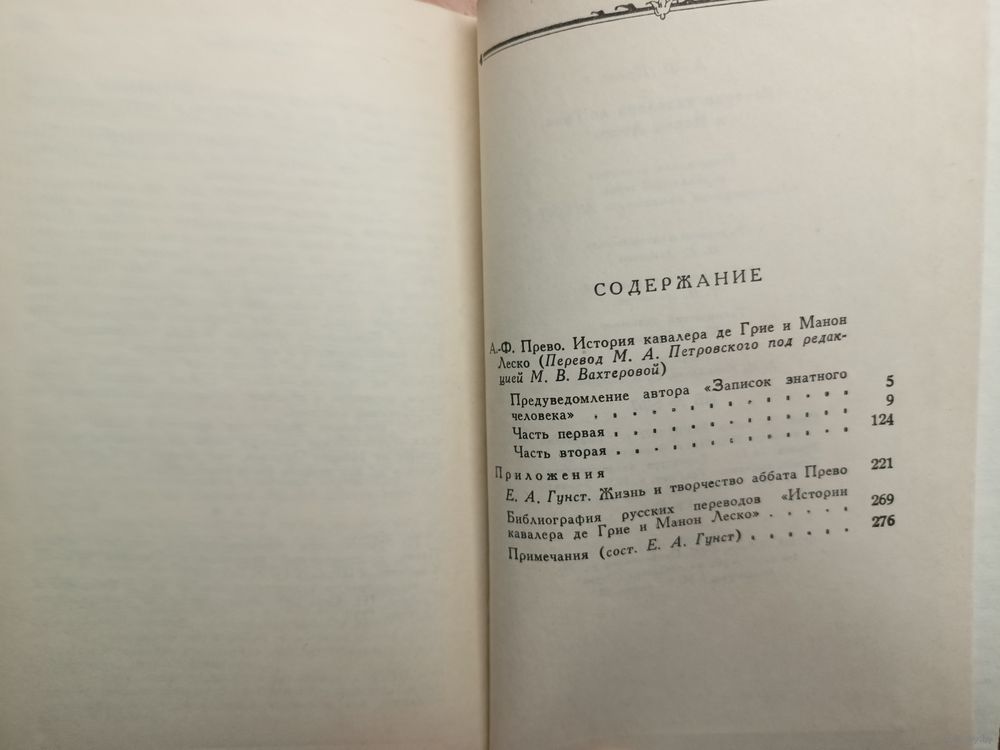 СОДЕРЖАНИЕ
А.-Ф. Прево. История кавалера де Грие и Манон
Леско (Перевод М. А. Петровского под редак-
цией М. В. Вахтеровой)
Предуведомление автора «Записок знатного
человека» . . . . . . . . . . . . . 5
Часть первая . . . . . . . . . . . . 9
Часть вторая . . . . . . . . . . . . 124
Приложения
Е. А. Гунст. Жизнь и творчество аббата Прево 221
Библиография русских переводов «Истории
кавалера де Грие и Манон Леско» . . . . . 269
Примечания (сост. Е. А. Гунст) . . . . . . 276